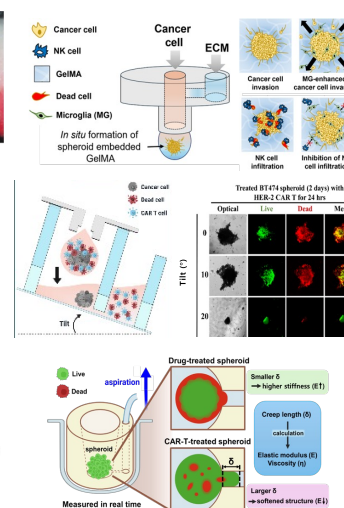 Cancer cell
NK cell
GelMA
Dead cell
Microglia (MG)
In situ formation of
spheroid embedded
GelMA
Cancer
cell
ECM
Cancer cell
invasion
MG-enhanced
cancer cell
NK cell
infiltration
Inhibition of
cell
Cancer cell
Dead cell
CAR T cell
Tilt
Treated BT474 spheroid (2 days) with
HER-2 CAR T for 24 hrs
Optical
Live
Dead
Tilt (°)
0
10
20
Live
Dead
aspiration
spheroid
Measured in real time
Drug-treated spheroid
CAR-T-treated spheroid
δ
Smaller δ
→ higher stiffness (E↑)
Creep length (δ)
calculation
Elastic modulus (E)
Viscosity (η)
Larger δ
→ softened structure (E↓)